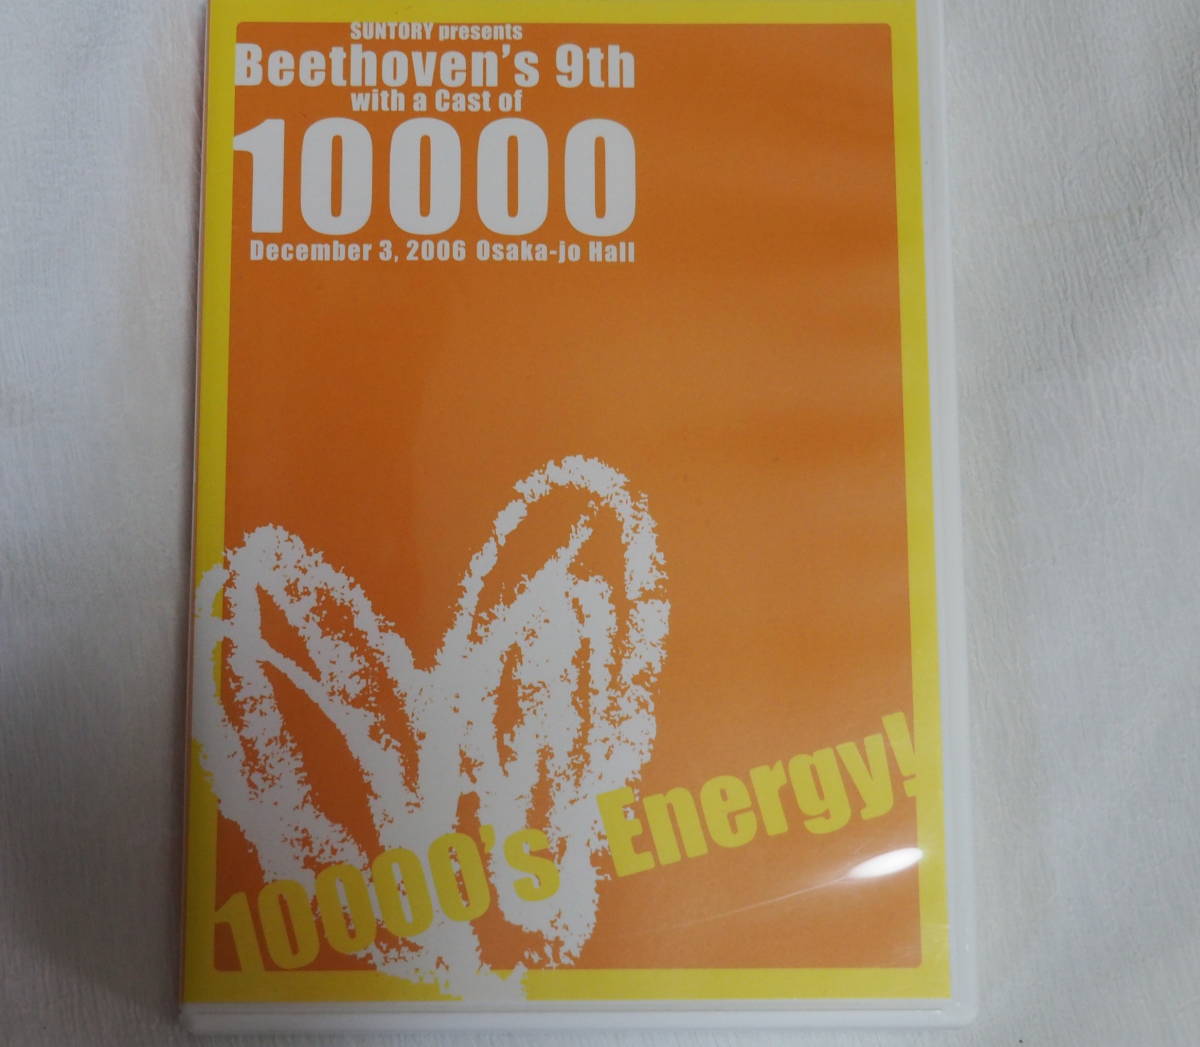 SUNTORY presents
Beethoven's 9th
with a Cast of
10000
December 3, 2006 Osaka-jo Hall
10000's Energy!